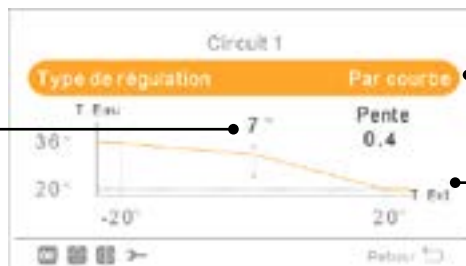 Circuit 1
Type de régulation Par courbe
T Eau
7° Pente
36° 0.4
20° T Ext
-20° 20°
Retour